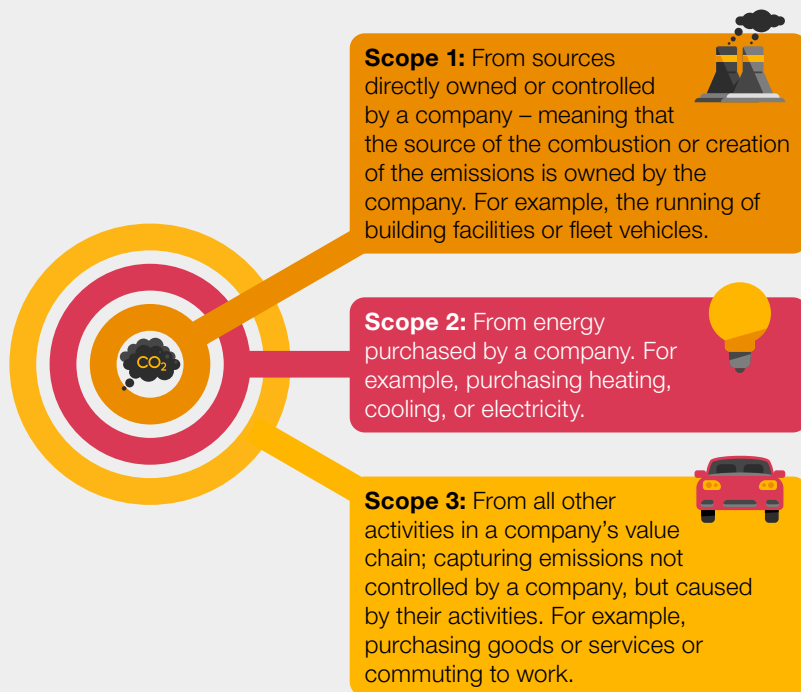 Scope 1: From sources
directly owned or controlled
by a company – meaning that
the source of the combustion or creation
of the emissions is owned by the
company. For example, the running of
building facilities or fleet vehicles.
CO₂
Scope 2: From energy
purchased by a company. For
example, purchasing heating,
cooling, or electricity.
Scope 3: From all other
activities in a company’s value
chain; capturing emissions not
controlled by a company, but caused
by their activities. For example,
purchasing goods or services or
commuting to work.